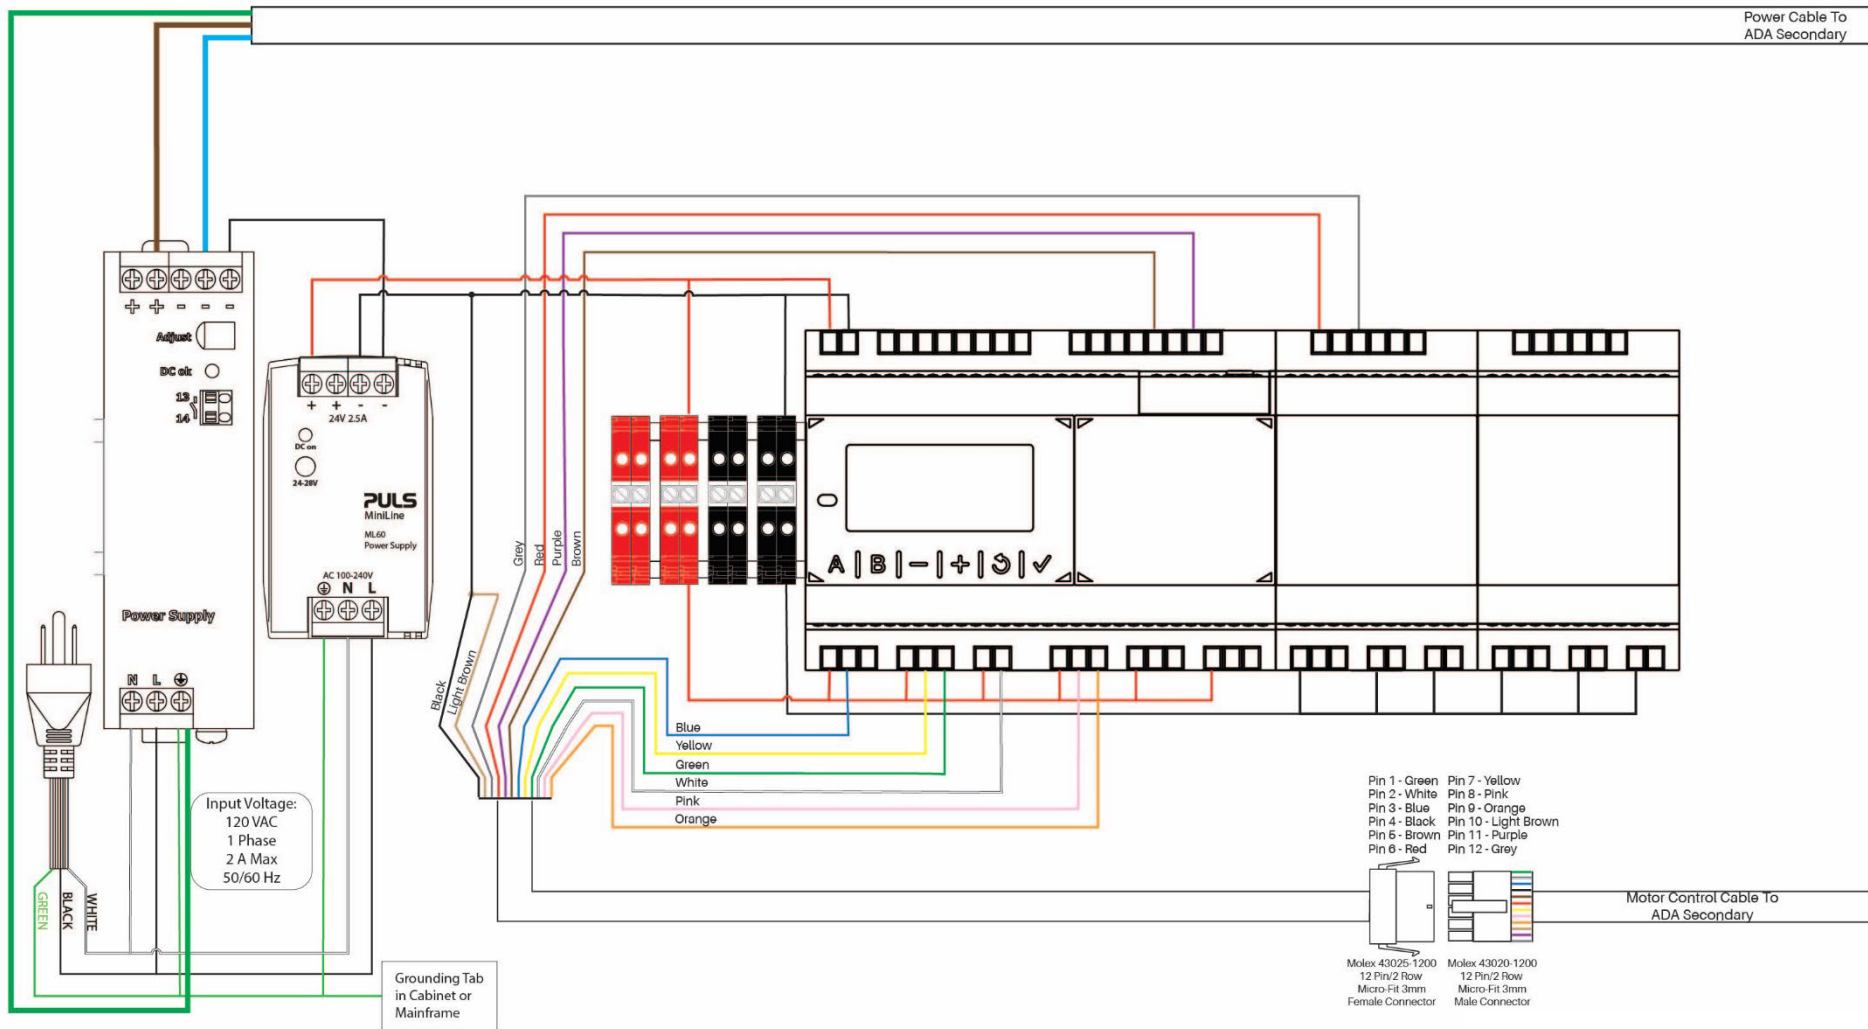 Power Cable To
ADA Secondary
+ + - - -
Adjust
DC ok
13
14
+ + - -
24V 2.5A
DC on
24-28V
PULS
MiniLine
ML60
Power Supply
AC 100-240V
N L
Power Supply
N L
Grey
Red
Purple
Brown
A | B | − | + | | ✓
Black
Light Brown
Blue
Yellow
Green
White
Pink
Orange
Input Voltage:
120 VAC
1 Phase
2 A Max
50/60 Hz
GREEN
BLACK
WHITE
Grounding Tab
in Cabinet or
Mainframe
Pin 1 - Green Pin 7 - Yellow
Pin 2 - White Pin 8 - Pink
Pin 3 - Blue Pin 9 - Orange
Pin 4 - Black Pin 10 - Light Brown
Pin 5 - Brown Pin 11 - Purple
Pin 6 - Red Pin 12 - Grey
Motor Control Cable To
ADA Secondary
Molex 43025-1200
12 Pin/2 Row
Micro-Fit 3mm
Female Connector
Molex 43020-1200
12 Pin/2 Row
Micro-Fit 3mm
Male Connector